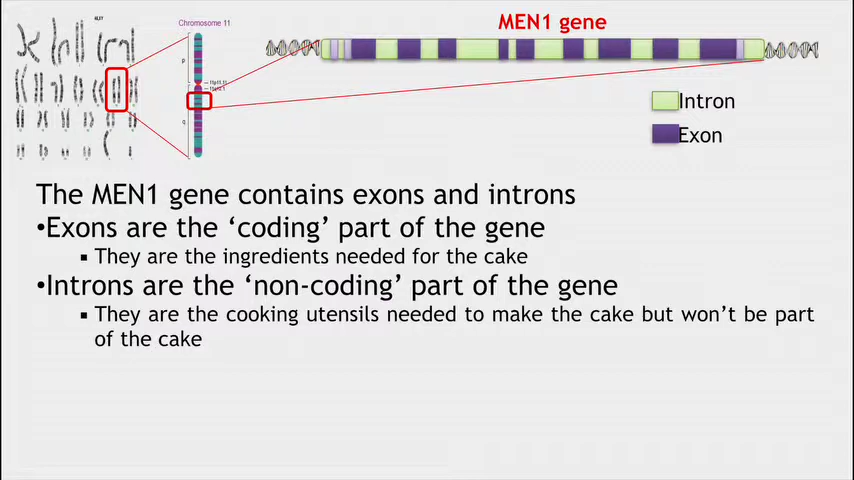 MEN1 gene
Chromosome 11
p
q
Intron
Exon
The MEN1 gene contains exons and introns
•Exons are the ‘coding’ part of the gene
▪ They are the ingredients needed for the cake
•Introns are the ‘non-coding’ part of the gene
▪ They are the cooking utensils needed to make the cake but won’t be part
of the cake